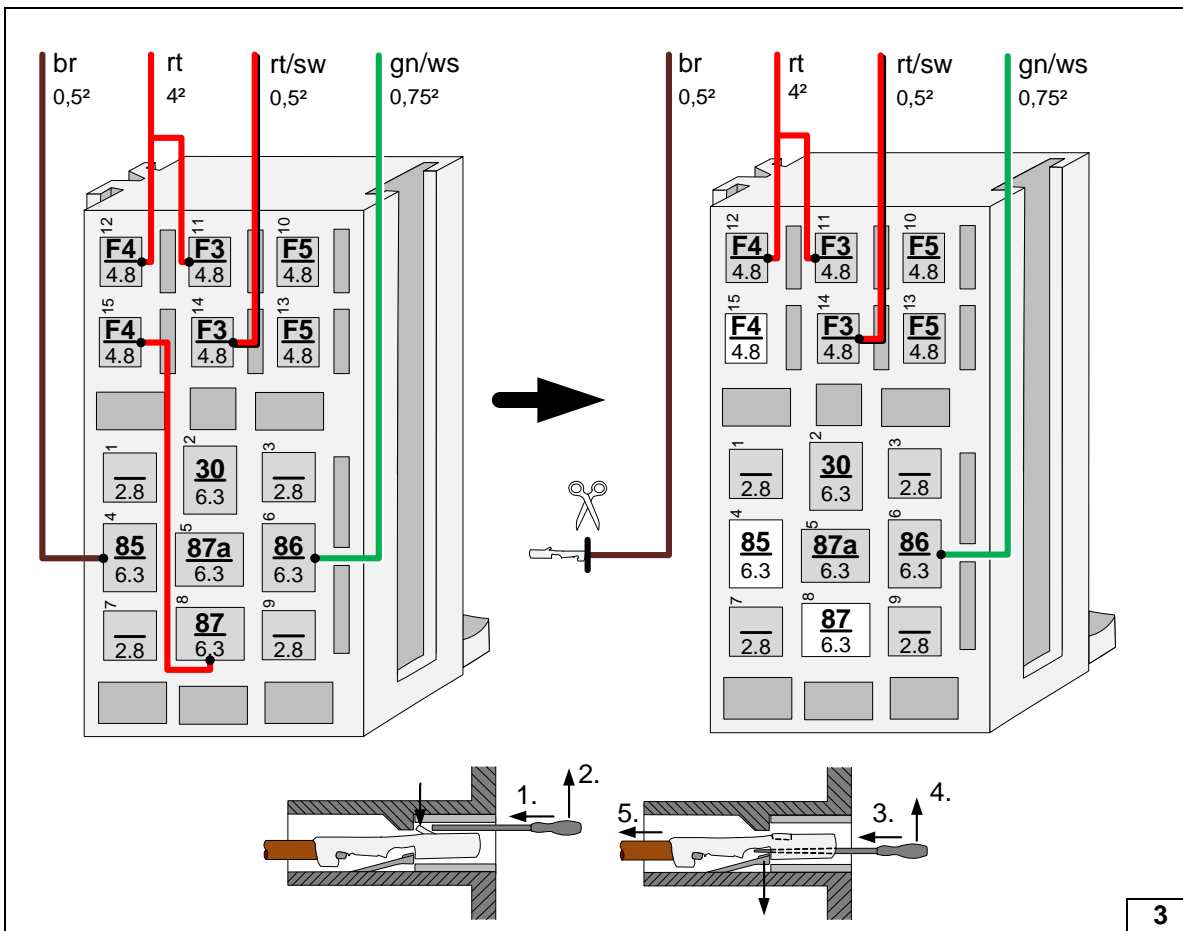 br rt rt/sw gn/ws
0,5² 4² 0,5² 0,75²
12 11 10
F4 F3 F5
4.8 4.8 4.8
15 14 13
F4 F3 F5
4.8 4.8 4.8
1 2 3
30
2.8 6.3 2.8
4 5 6
85 87a 86
6.3 6.3 6.3
7 8 9
87
2.8 6.3 2.8
br rt rt/sw gn/ws
0,5² 4² 0,5² 0,75²
12 11 10
F4 F3 F5
4.8 4.8 4.8
15 14 13
F4 F3 F5
4.8 4.8 4.8
1 2 3
30
2.8 6.3 2.8
4 5 6
85 87a 86
6.3 6.3 6.3
7 8 9
87
2.8 6.3 2.8
1. 2.
5. 3. 4.
3